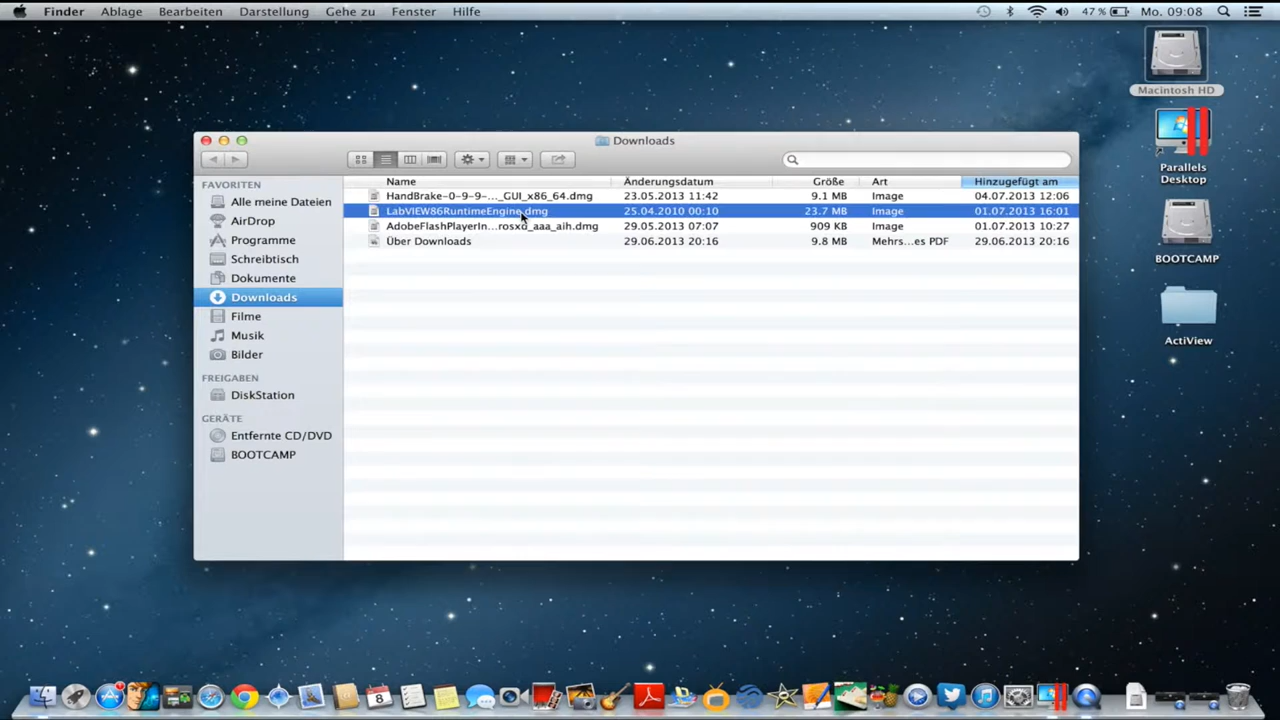 Finder Ablage Bearbeiten Darstellung Gehe zu Fenster Hilfe 47 % Mo. 09:08
Macintosh HD
Downloads
Parallels
Desktop
FAVORITEN
Alle meine Dateien
AirDrop
Programme
Schreibtisch
Dokumente
Downloads
Filme
Musik
Bilder
FREIGABEN
DiskStation
GERÄTE
Entfernte CD/DVD
BOOTCAMP
Name Änderungsdatum Größe Art Hinzugefügt am
HandBrake-0-9-9-..._GUI_x86_64.dmg 23.05.2013 11:42 9.1 MB Image 04.07.2013 12:06
LabVIEW86RuntimeEngine.dmg 25.04.2010 00:10 23.7 MB Image 01.07.2013 16:01
AdobeFlashPlayerIn...rosxd_aaa_aih.dmg 29.05.2013 07:07 909 KB Image 01.07.2013 10:27
Über Downloads 29.06.2013 20:16 9.8 MB Mehrs...es PDF 29.06.2013 20:16
BOOTCAMP
ActiView
8